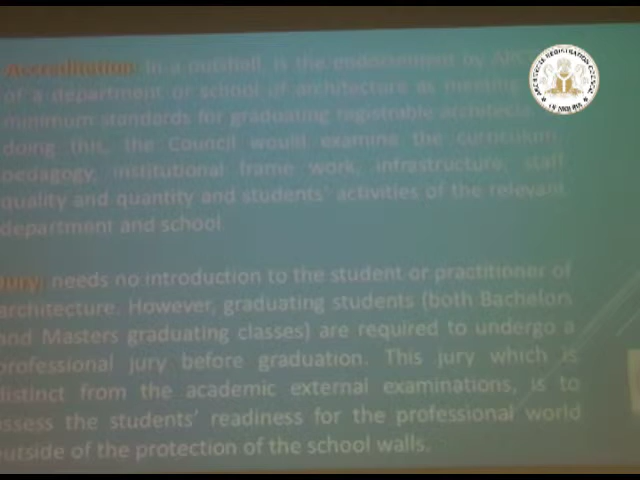 Accreditation: In a nutshell, is the endorsement by ARC
of a department or school of architecture as meeting
minimum standards for graduating registrable architects.
doing this, the Council would examine the curriculum,
pedagogy, institutional frame work, infrastructure, staff
quality and quantity and students' activities of the relevant
department and school.
Jury: needs no introduction to the student or practitioner of
architecture. However, graduating students (both Bachelors
and Masters graduating classes) are required to undergo a
professional jury before graduation. This jury which is
distinct from the academic external examinations, is to
assess the students' readiness for the professional world
outside of the protection of the school walls.
ARCHITECTS REGISTRATION COUNCIL
OF NIGERIA